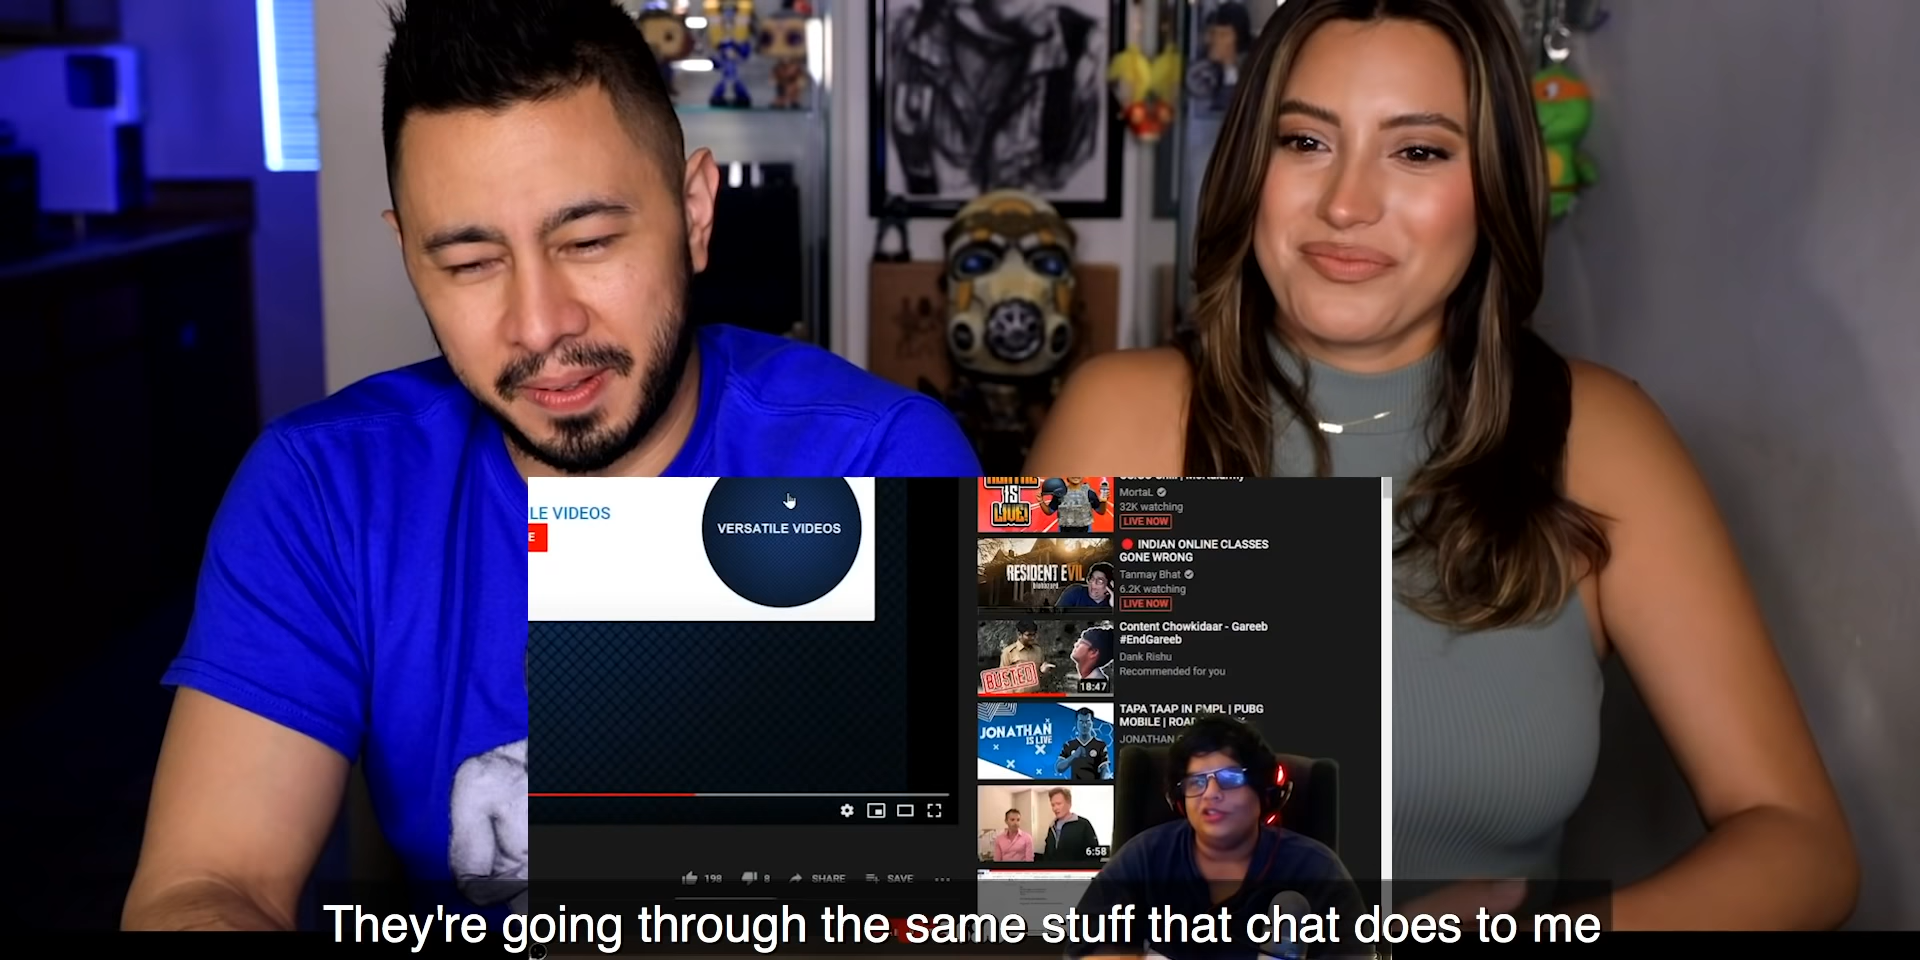 LE VIDEOS
E
VERSATILE VIDEOS
IS
LIVE!
MortaL
32K watching
LIVE NOW
RESIDENT EVIL
biohazard
INDIAN ONLINE CLASSES
GONE WRONG
Tanmay Bhat
6.2K watching
LIVE NOW
BUSTED
18:47
Content Chowkidaar - Gareeb
#EndGareeb
Dank Rishu
Recommended for you
JONATHAN
IS LIVE
TAPA TAAP IN PMPL | PUBG
MOBILE |
JONATHAN
6:58
198
8
SHARE
SAVE
They're going through the same stuff that chat does to me